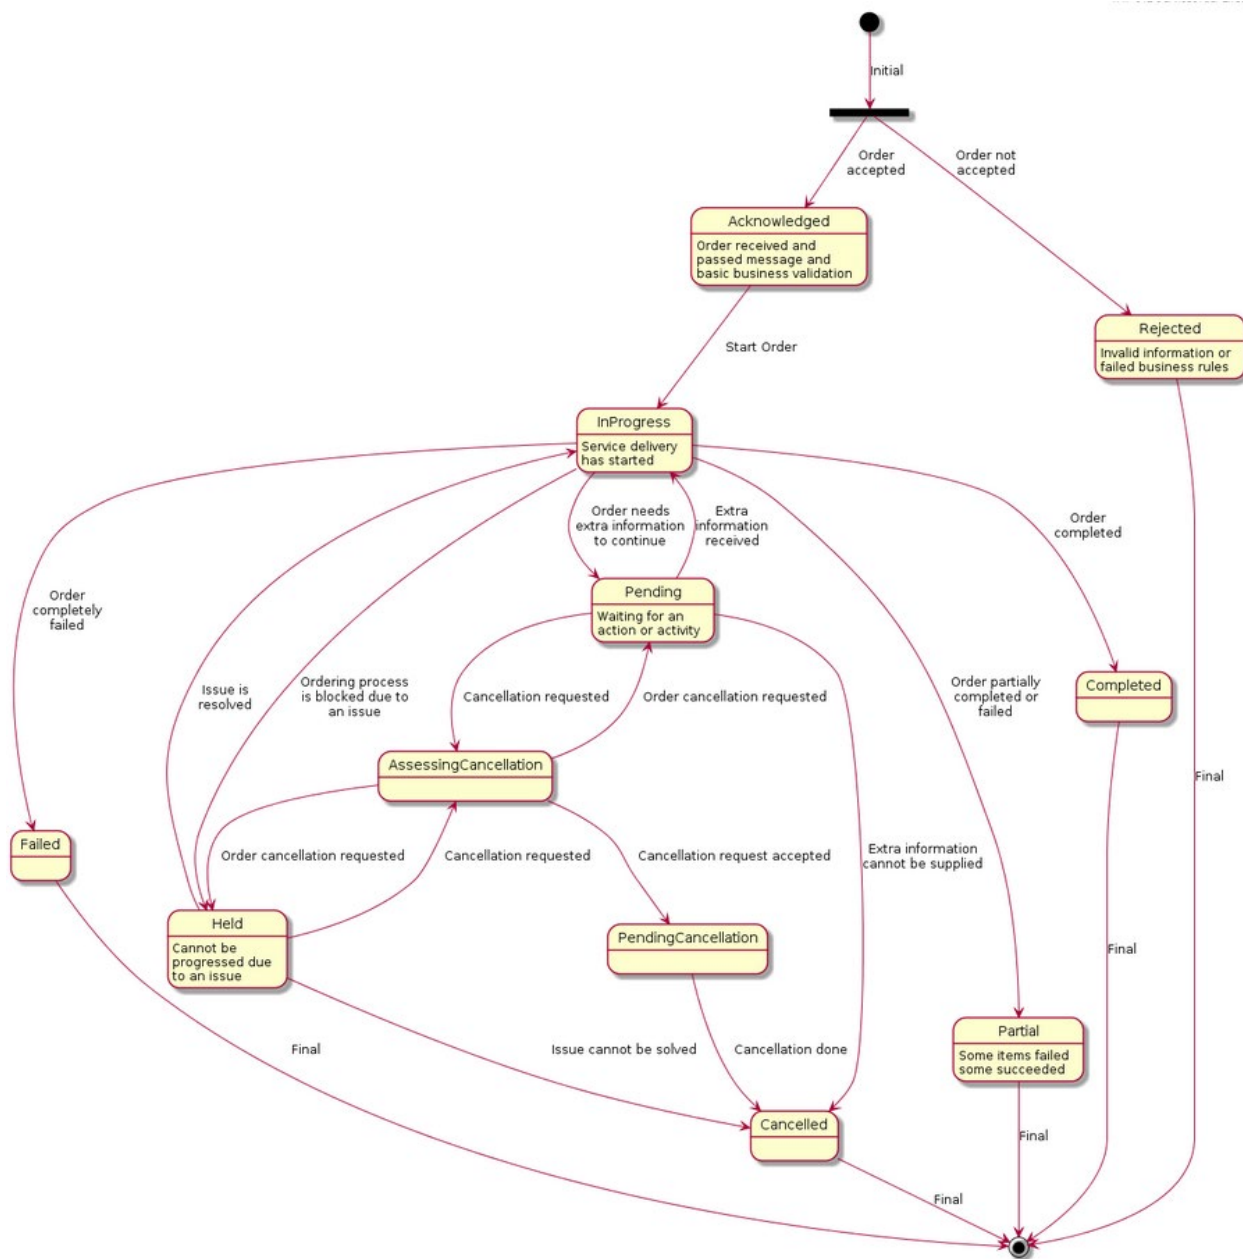 Initial
Order
accepted
Order not
accepted
Acknowledged
Order received and
passed message and
basic business validation
Rejected
Invalid information or
failed business rules
Start Order
InProgress
Service delivery
has started
Order needs
extra information
to continue
Extra
information
received
Order
completed
Order
completely
failed
Pending
Waiting for an
action or activity
Issue is
resolved
Ordering process
is blocked due to
an issue
Cancellation requested
Order cancellation requested
Order partially
completed or
failed
Completed
AssessingCancellation
Final
Failed
Order cancellation requested
Cancellation requested
Cancellation request accepted
Extra information
cannot be supplied
Held
Cannot be
progressed due
to an issue
PendingCancellation
Final
Final
Issue cannot be solved
Cancellation done
Partial
Some items failed
some succeeded
Cancelled
Final
Final